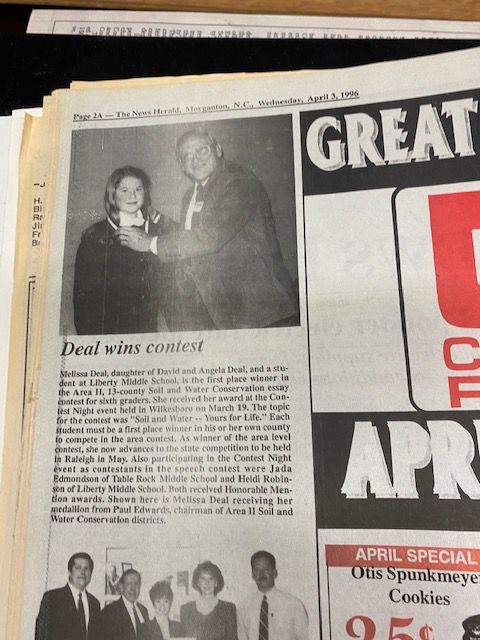 Page 2A — The News Herald, Morganton, N.C., Wednesday, April 3, 1996
GREAT
Deal wins contest
Melissa Deal, daughter of David and Angela Deal, and a stu-
dent at Liberty Middle School, is the first place winner in
the Area II, 13-county Soil and Water Conservation essay
contest for sixth graders. She received her award at the Con-
test Night event held in Wilkesboro on March 19. The topic
for the contest was "Soil and Water -- Yours for Life." Each
student must be a first place winner in his or her own county
to compete in the area contest. As winner of the area level
contest, she now advances to the state competition to be held
in Raleigh in May. Also participating in the Contest Night
event as contestants in the speech contest were Jada
Edmondson of Table Rock Middle School and Heidi Robin-
son of Liberty Middle School. Both received Honorable Men-
tion awards. Shown here is Melissa Deal receiving her
medallion from Paul Edwards, chairman of Area II Soil and
Water Conservation districts.
APR
APRIL SPECIAL
Otis Spunkmeyer
Cookies
95¢